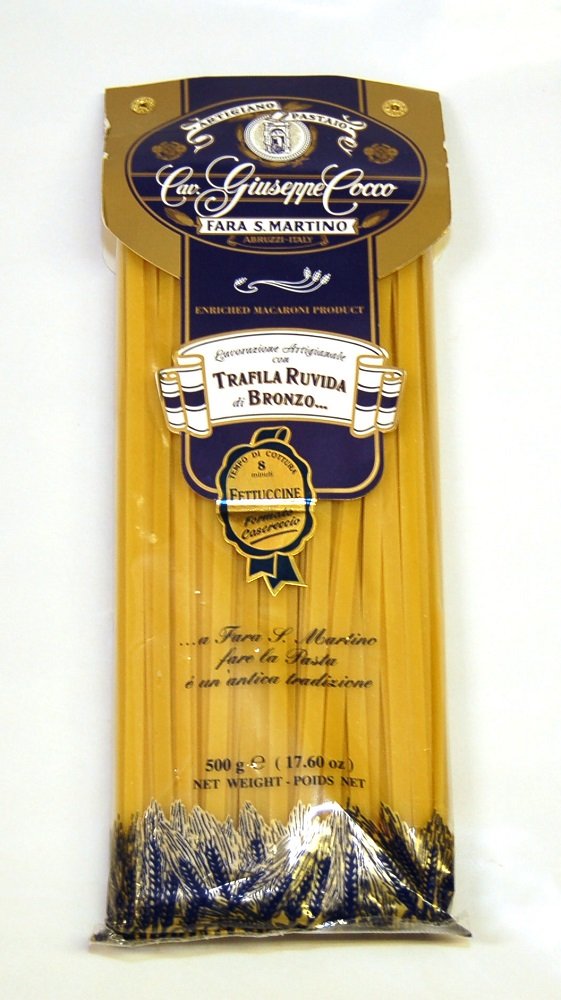 ARTIGIANO PASTAIO
Cav. Giuseppe Cocco
FARA S. MARTINO
ABRUZZI-ITALY
ENRICHED MACARONI PRODUCT
Lavorazione Artigianale
con
TRAFILA RUVIDA
di BRONZO...
TEMPO DI COTTURA
8
minuti
FETTUCCINE
Formato
Casereccio
...a Fara S. Martino
fare la Pasta
è un'antica tradizione
500 g ℮ (17.60 oz)
NET WEIGHT - POIDS NET